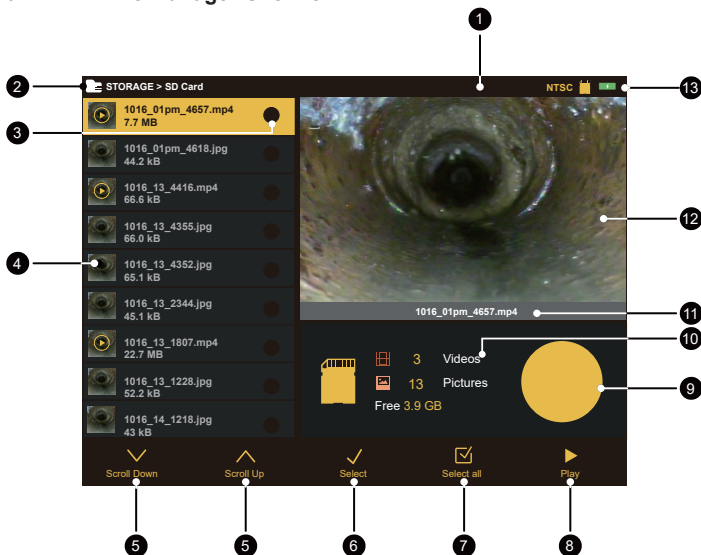 1
2
STORAGE > SD Card
NTSC
13
1016_01pm_4657.mp4
7.7 MB
3
1016_01pm_4618.jpg
44.2 kB
1016_13_4416.mp4
66.6 kB
1016_13_4355.jpg
66.0 kB
12
4
1016_13_4352.jpg
65.1 kB
1016_13_2344.jpg
45.1 kB
1016_13_1807.mp4
22.7 MB
1016_13_1228.jpg
52.2 kB
1016_14_1218.jpg
43 kB
1016_01pm_4657.mp4
11
10
3 Videos
13 Pictures
Free 3.9 GB
9
Scroll Down
Scroll Up
Select
Select all
Play
5
5
6
7
8